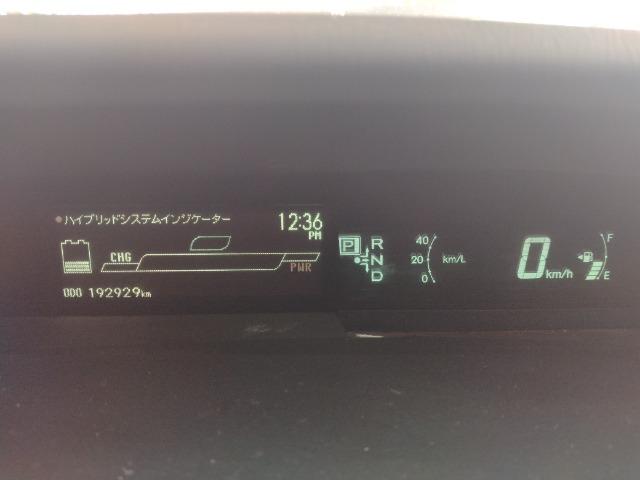 ハイブリッドシステムインジケーター
12:36
PM
CHG
PWR
ODO 192929km
P
R
N
D
40
20
0
km/L
0 km/h
F
E